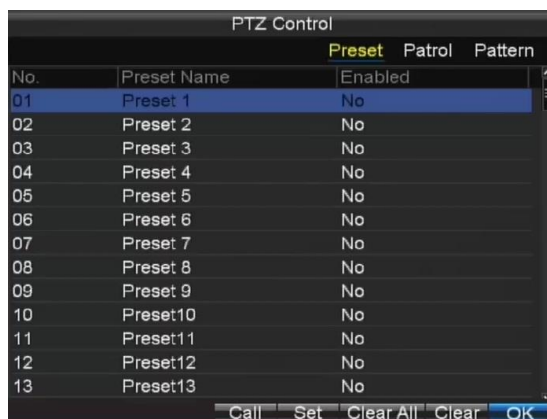 PTZ Control
Preset Patrol Pattern
No. Preset Name Enabled
01 Preset 1 No
02 Preset 2 No
03 Preset 3 No
04 Preset 4 No
05 Preset 5 No
06 Preset 6 No
07 Preset 7 No
08 Preset 8 No
09 Preset 9 No
10 Preset10 No
11 Preset11 No
12 Preset12 No
13 Preset13 No
Call Set Clear All Clear OK